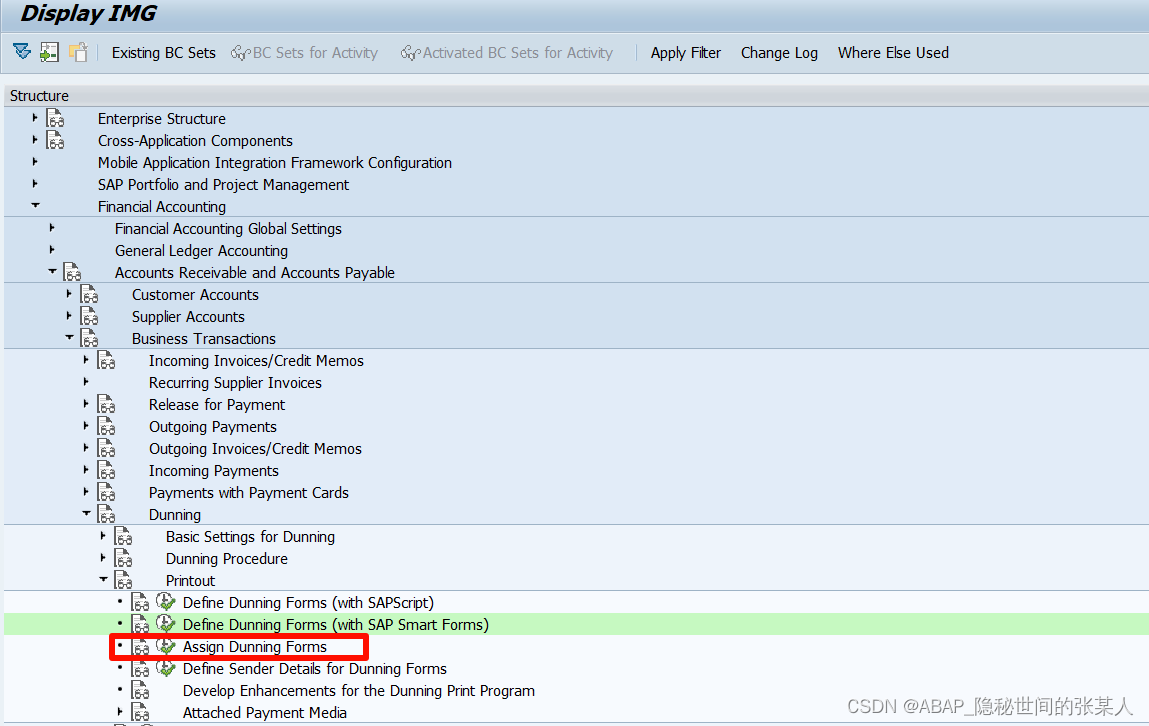 Display IMG
Existing BC Sets BC Sets for Activity Activated BC Sets for Activity Apply Filter Change Log Where Else Used
Structure
Enterprise Structure
Cross-Application Components
Mobile Application Integration Framework Configuration
SAP Portfolio and Project Management
Financial Accounting
Financial Accounting Global Settings
General Ledger Accounting
Accounts Receivable and Accounts Payable
Customer Accounts
Supplier Accounts
Business Transactions
Incoming Invoices/Credit Memos
Recurring Supplier Invoices
Release for Payment
Outgoing Payments
Outgoing Invoices/Credit Memos
Incoming Payments
Payments with Payment Cards
Dunning
Basic Settings for Dunning
Dunning Procedure
Printout
Define Dunning Forms (with SAPScript)
Define Dunning Forms (with SAP Smart Forms)
Assign Dunning Forms
Define Sender Details for Dunning Forms
Develop Enhancements for the Dunning Print Program
Attached Payment Media
CSDN @ABAP_隐秘世间的张某人